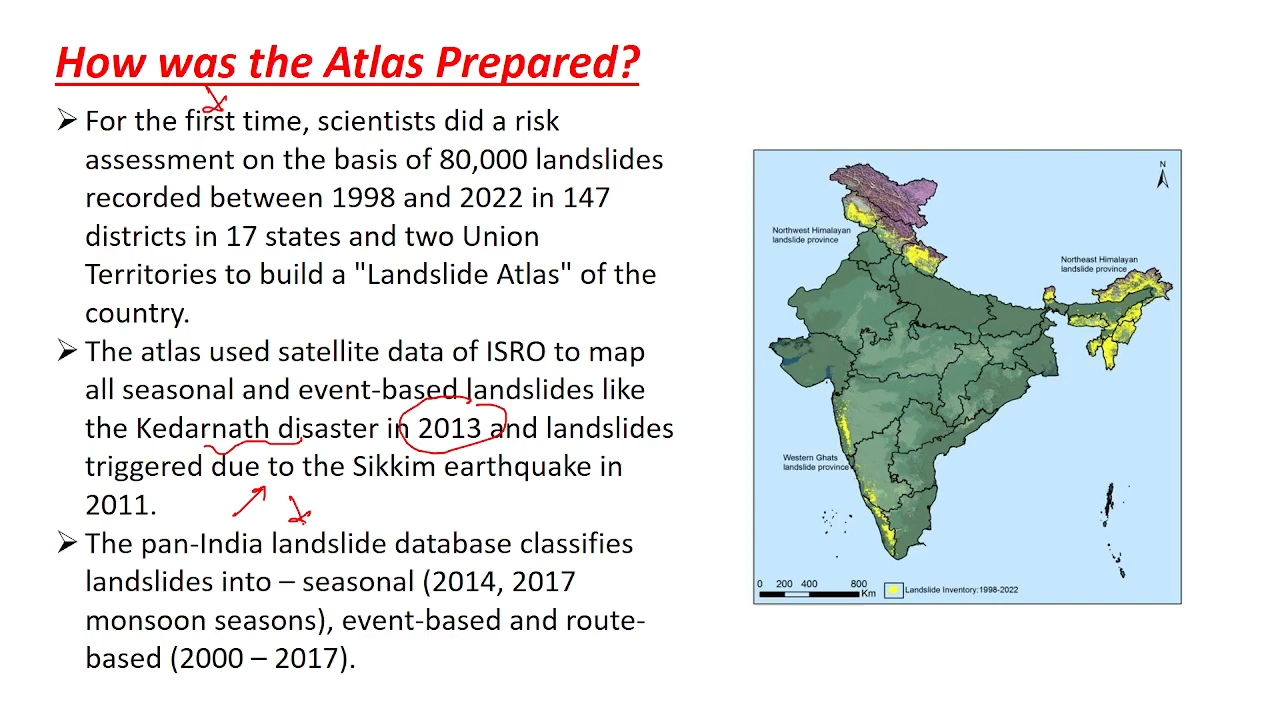 How was the Atlas Prepared?
➢ For the first time, scientists did a risk
assessment on the basis of 80,000 landslides
recorded between 1998 and 2022 in 147
districts in 17 states and two Union
Territories to build a "Landslide Atlas" of the
country.
➢ The atlas used satellite data of ISRO to map
all seasonal and event-based landslides like
the Kedarnath disaster in 2013 and landslides
triggered due to the Sikkim earthquake in
2011.
➢ The pan-India landslide database classifies
landslides into – seasonal (2014, 2017
monsoon seasons), event-based and route-
based (2000 – 2017).
N
Northwest Himalayan
landslide province
Northeast Himalayan
landslide province
Western Ghats
landslide province
0 200 400 800
Km
Landslide Inventory:1998-2022